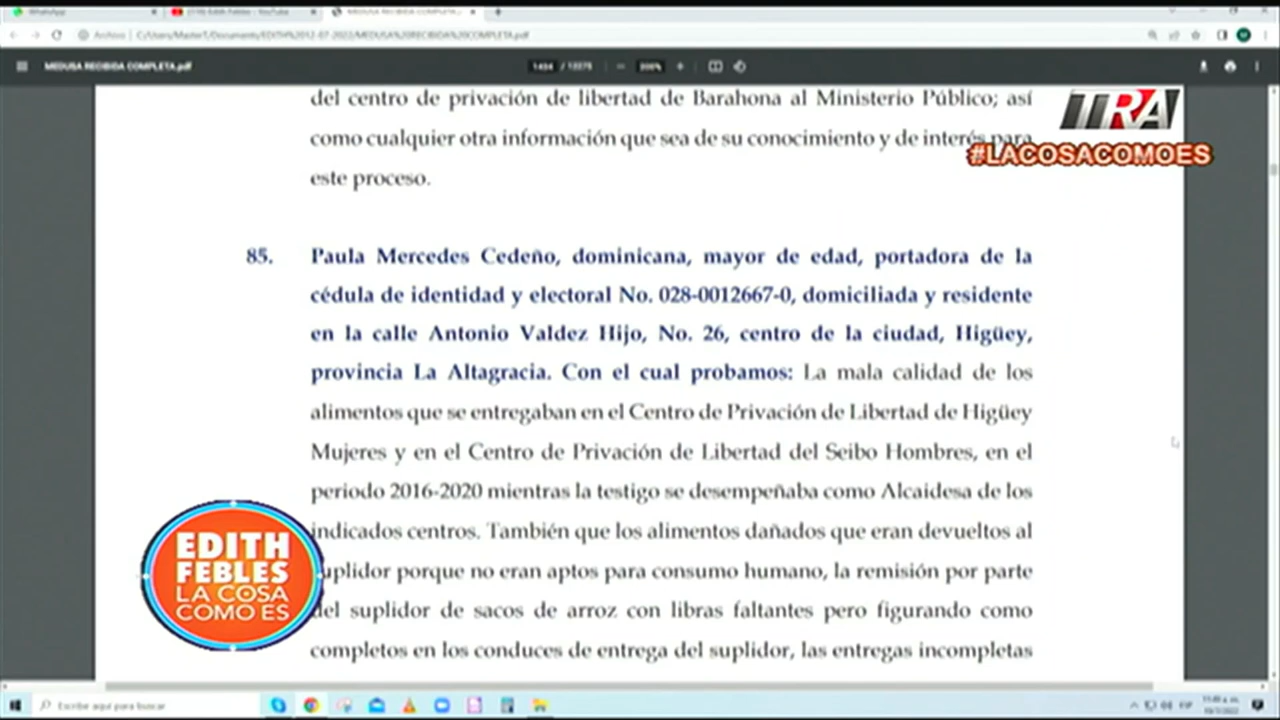 WhatsApp
Edith Febles - YouTube
MEDUSA RECIBIDA COMPLETA.pdf
Archivo
MEDUSA RECIBIDA COMPLETA.pdf
del centro de privación de libertad de Barahona al Ministerio Público; así
como cualquier otra información que sea de su conocimiento y de interés para
este proceso.
TRA
#LACOSACOMOES
85. Paula Mercedes Cedeño, dominicana, mayor de edad, portadora de la
cédula de identidad y electoral No. 028-0012667-0, domiciliada y residente
en la calle Antonio Valdez Hijo, No. 26, centro de la ciudad, Higüey,
provincia La Altagracia. Con el cual probamos: La mala calidad de los
alimentos que se entregaban en el Centro de Privación de Libertad de Higüey
Mujeres y en el Centro de Privación de Libertad del Seibo Hombres, en el
periodo 2016-2020 mientras la testigo se desempeñaba como Alcaidesa de los
indicados centros. También que los alimentos dañados que eran devueltos al
suplidor porque no eran aptos para consumo humano, la remisión por parte
del suplidor de sacos de arroz con libras faltantes pero figurando como
completos en los conduces de entrega del suplidor, las entregas incompletas
EDITH
FEBLES
LA COSA
COMO ES
Escribe aquí para buscar